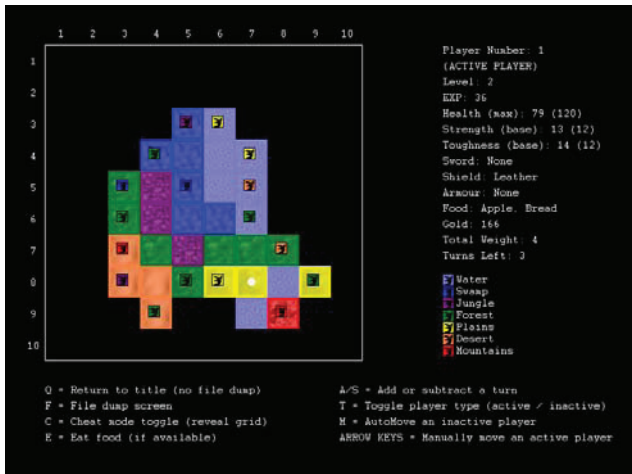 1 2 3 4 5 6 7 8 9 10
1
2
3
4
5
6
7
8
9
10
Player Number: 1
(ACTIVE PLAYER)
Level: 2
EXP: 36
Health (max): 79 (120)
Strength (base): 13 (12)
Toughness (base): 14 (12)
Sword: None
Shield: Leather
Armour: None
Food: Apple, Bread
Gold: 166
Total Weight: 4
Turns Left: 3
Water
Swamp
Jungle
Forest
Plains
Desert
Mountains
Q = Return to title (no file dump)
F = File dump screen
C = Cheat mode toggle (reveal grid)
E = Eat food (if available)
A/S = Add or subtract a turn
T = Toggle player type (active / inactive)
M = AutoMove an inactive player
ARROW KEYS = Manually move an active player